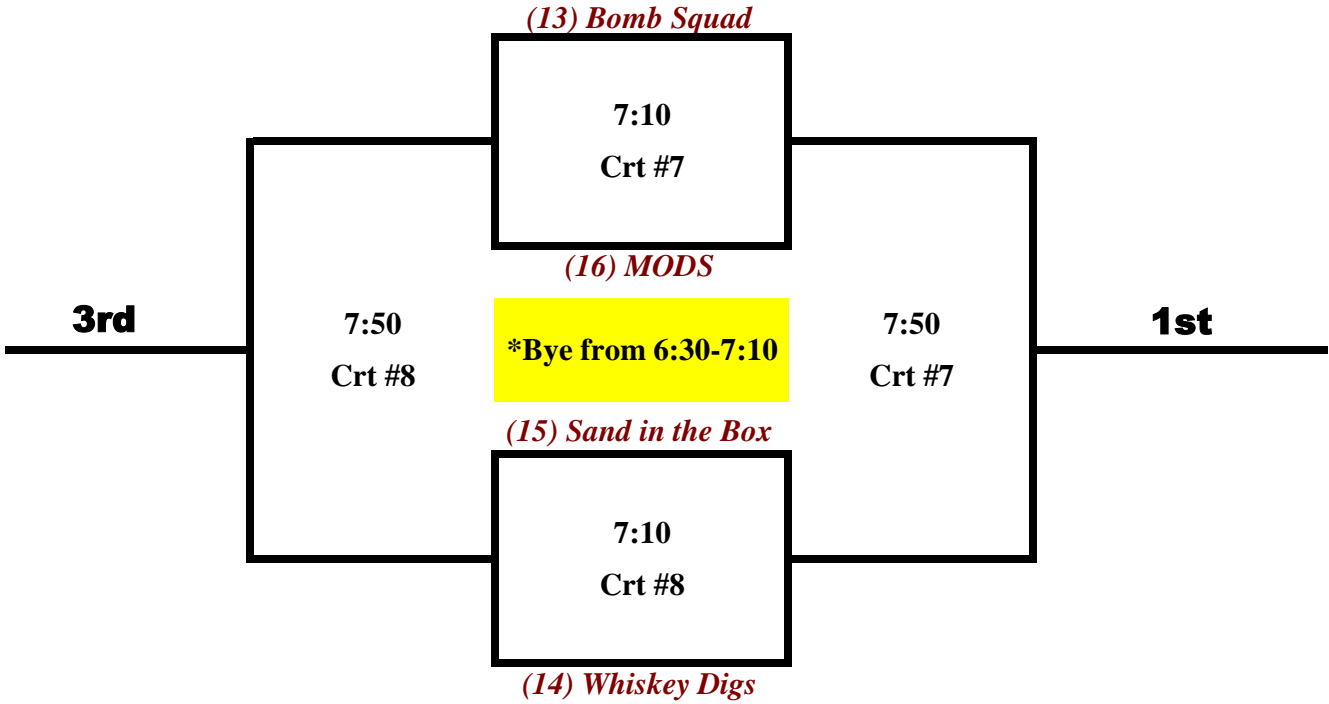 (13) Bomb Squad
7:10
Crt #7
(16) MODS
3rd
7:50
Crt #8
*Bye from 6:30-7:10
7:50
Crt #7
1st
(15) Sand in the Box
7:10
Crt #8
(14) Whiskey Digs